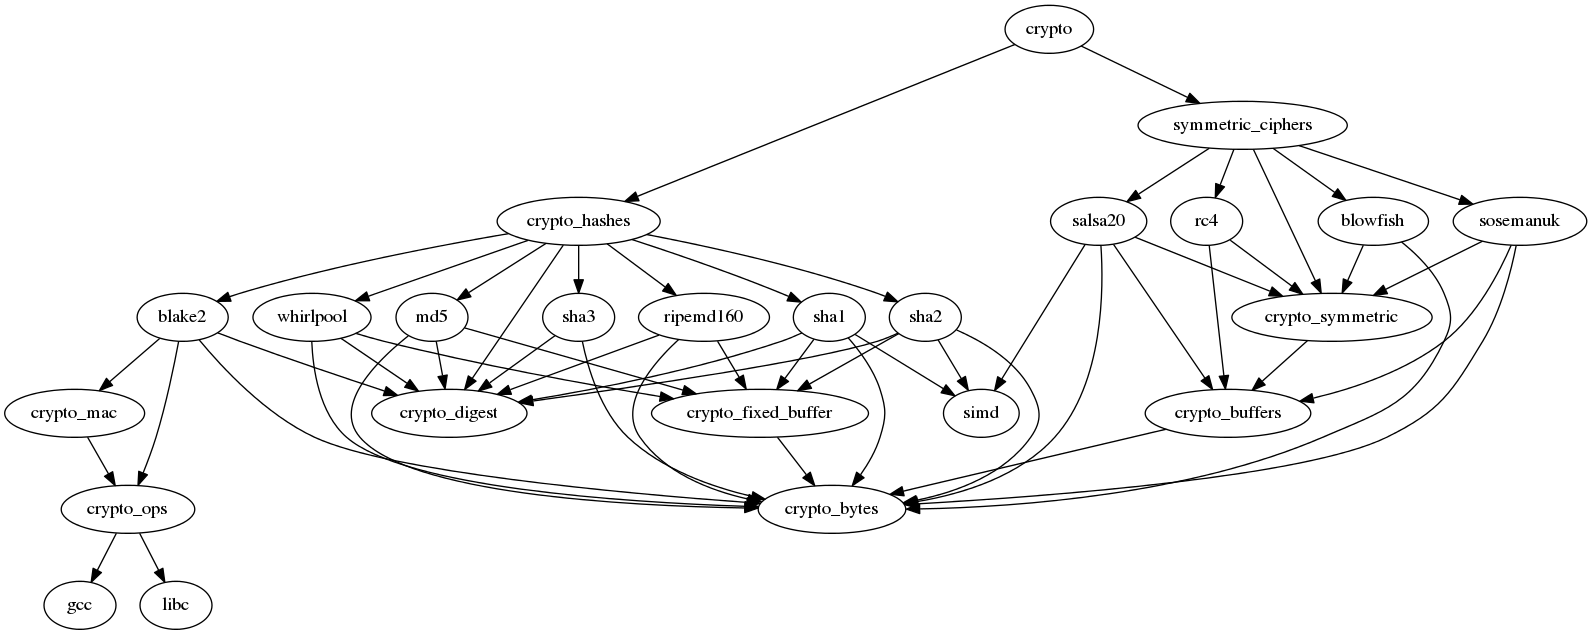 crypto
symmetric_ciphers
crypto_hashes
salsa20
rc4
blowfish
sosemanuk
blake2
whirlpool
md5
sha3
ripemd160
sha1
sha2
crypto_symmetric
crypto_mac
crypto_digest
crypto_fixed_buffer
simd
crypto_buffers
crypto_ops
crypto_bytes
gcc
libc